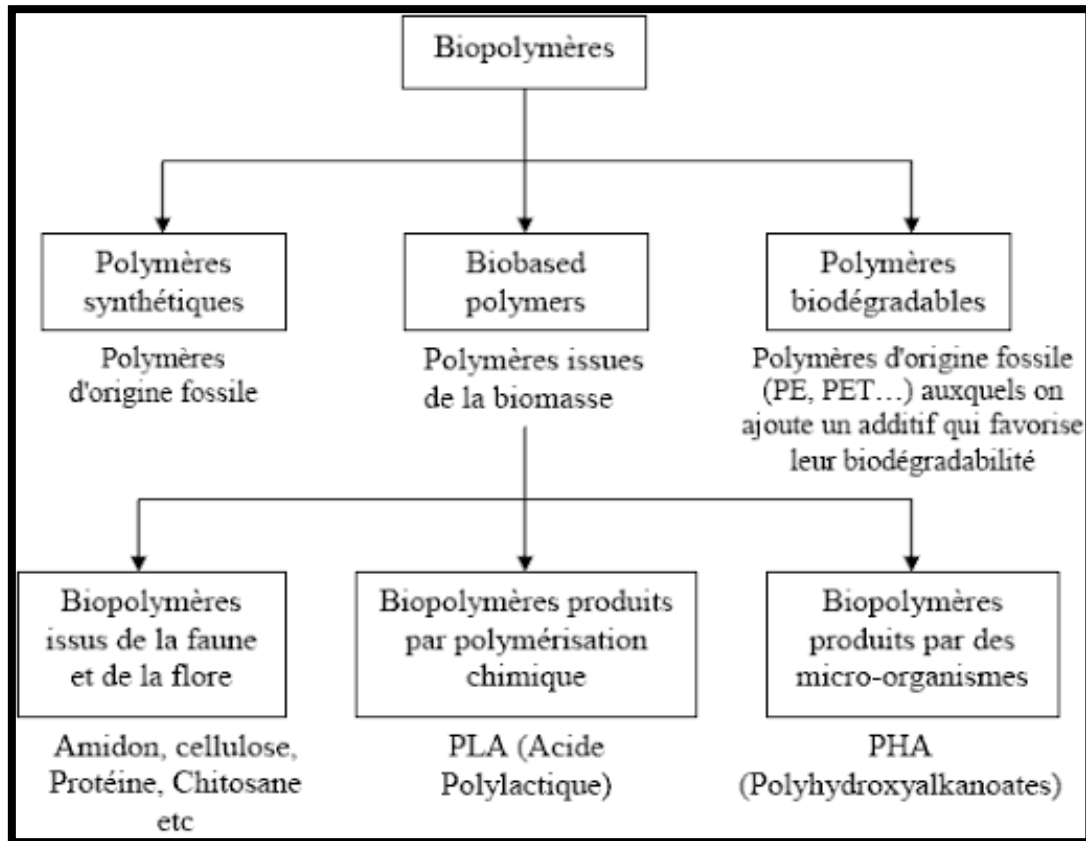 Biopolymères
Polymères
synthétiques
Polymères
d'origine fossile
Biobased
polymers
Polymères issues
de la biomasse
Polymères
biodégradables
Polymères d'origine fossile
(PE, PET...) auxquels on
ajoute un additif qui favorise
leur biodégradabilité
Biopolymères
issus de la faune
et de la flore
Amidon, cellulose,
Protéine, Chitosane
etc
Biopolymères produits
par polymérisation
chimique
PLA (Acide
Polylactique)
Biopolymères
produits par des
micro-organismes
PHA
(Polyhydroxyalkanoates)